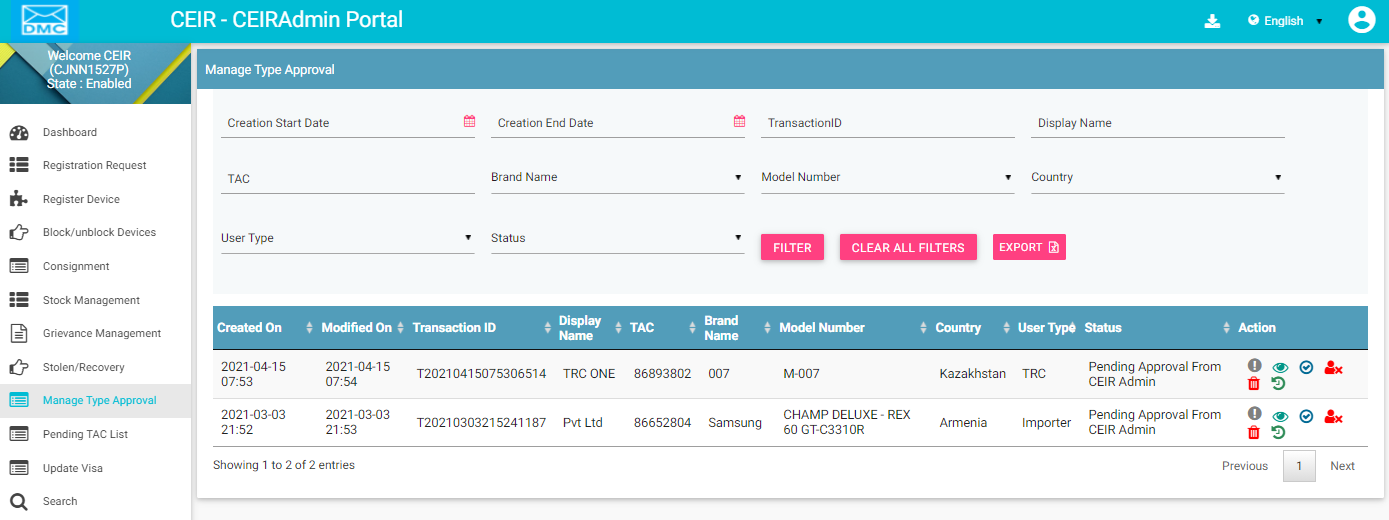 DMC
CEIR - CEIRAdmin Portal
English
Welcome CEIR
(CJNN1527P)
State : Enabled
Dashboard
Registration Request
Register Device
Block/unblock Devices
Consignment
Stock Management
Grievance Management
Stolen/Recovery
Manage Type Approval
Pending TAC List
Update Visa
Search
Manage Type Approval
Creation Start Date Creation End Date TransactionID Display Name
TAC Brand Name Model Number Country
User Type Status FILTER CLEAR ALL FILTERS EXPORT
Created On Modified On Transaction ID Display Name TAC Brand Name Model Number Country User Type Status Action
2021-04-15 07:53 2021-04-15 07:54 T20210415075306514 TRC ONE 86893802 007 M-007 Kazakhstan TRC Pending Approval From CEIR Admin
2021-03-03 21:52 2021-03-03 21:53 T20210303215241187 Pvt Ltd 86652804 Samsung CHAMP DELUXE - REX 60 GT-C3310R Armenia Importer Pending Approval From CEIR Admin
Showing 1 to 2 of 2 entries Previous 1 Next